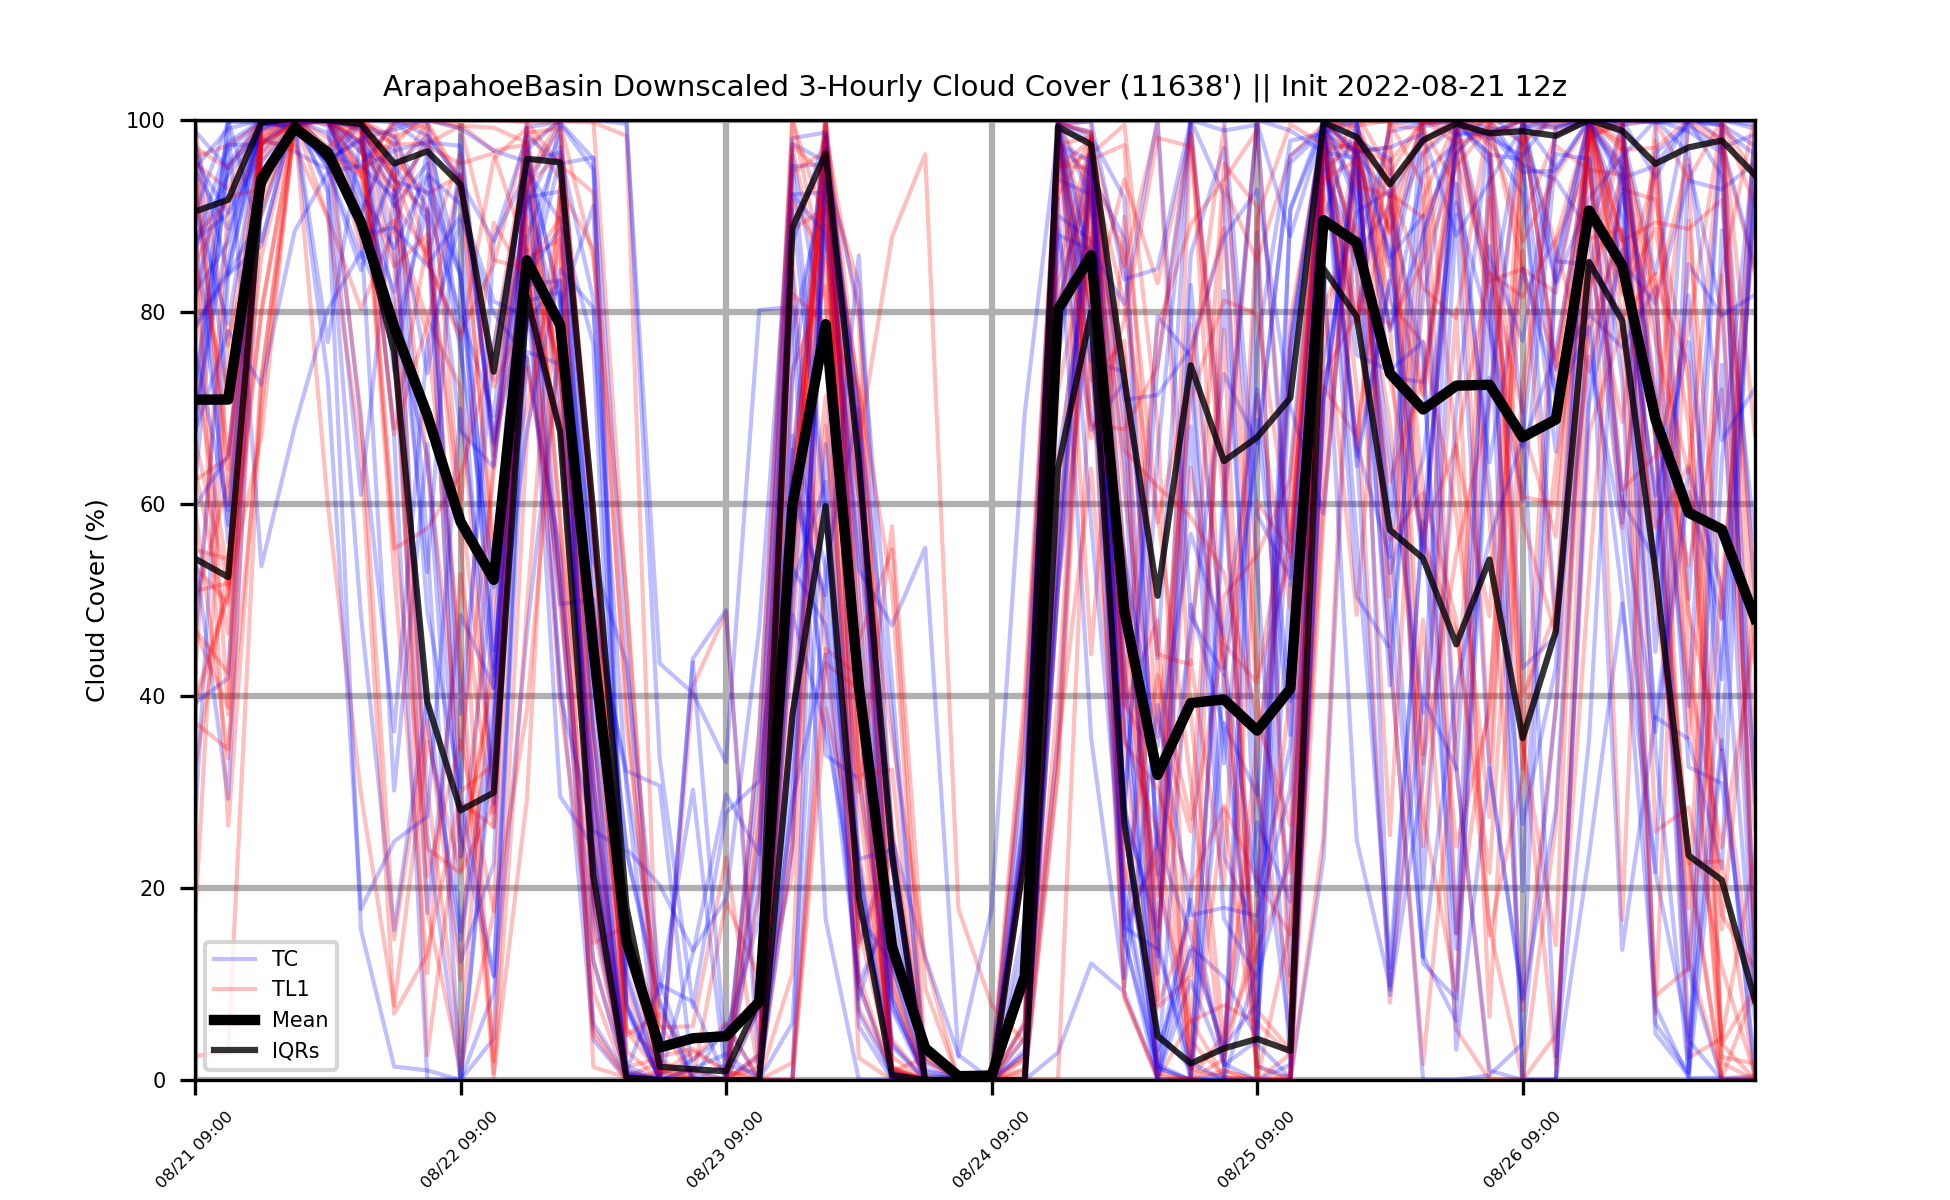 ArapahoeBasin Downscaled 3-Hourly Cloud Cover (11638') || Init 2022-08-21 12z
Cloud Cover (%)
100
80
60
40
20
0
TC
TL1
Mean
IQRs
08/21 09:00
08/22 09:00
08/23 09:00
08/24 09:00
08/25 09:00
08/26 09:00